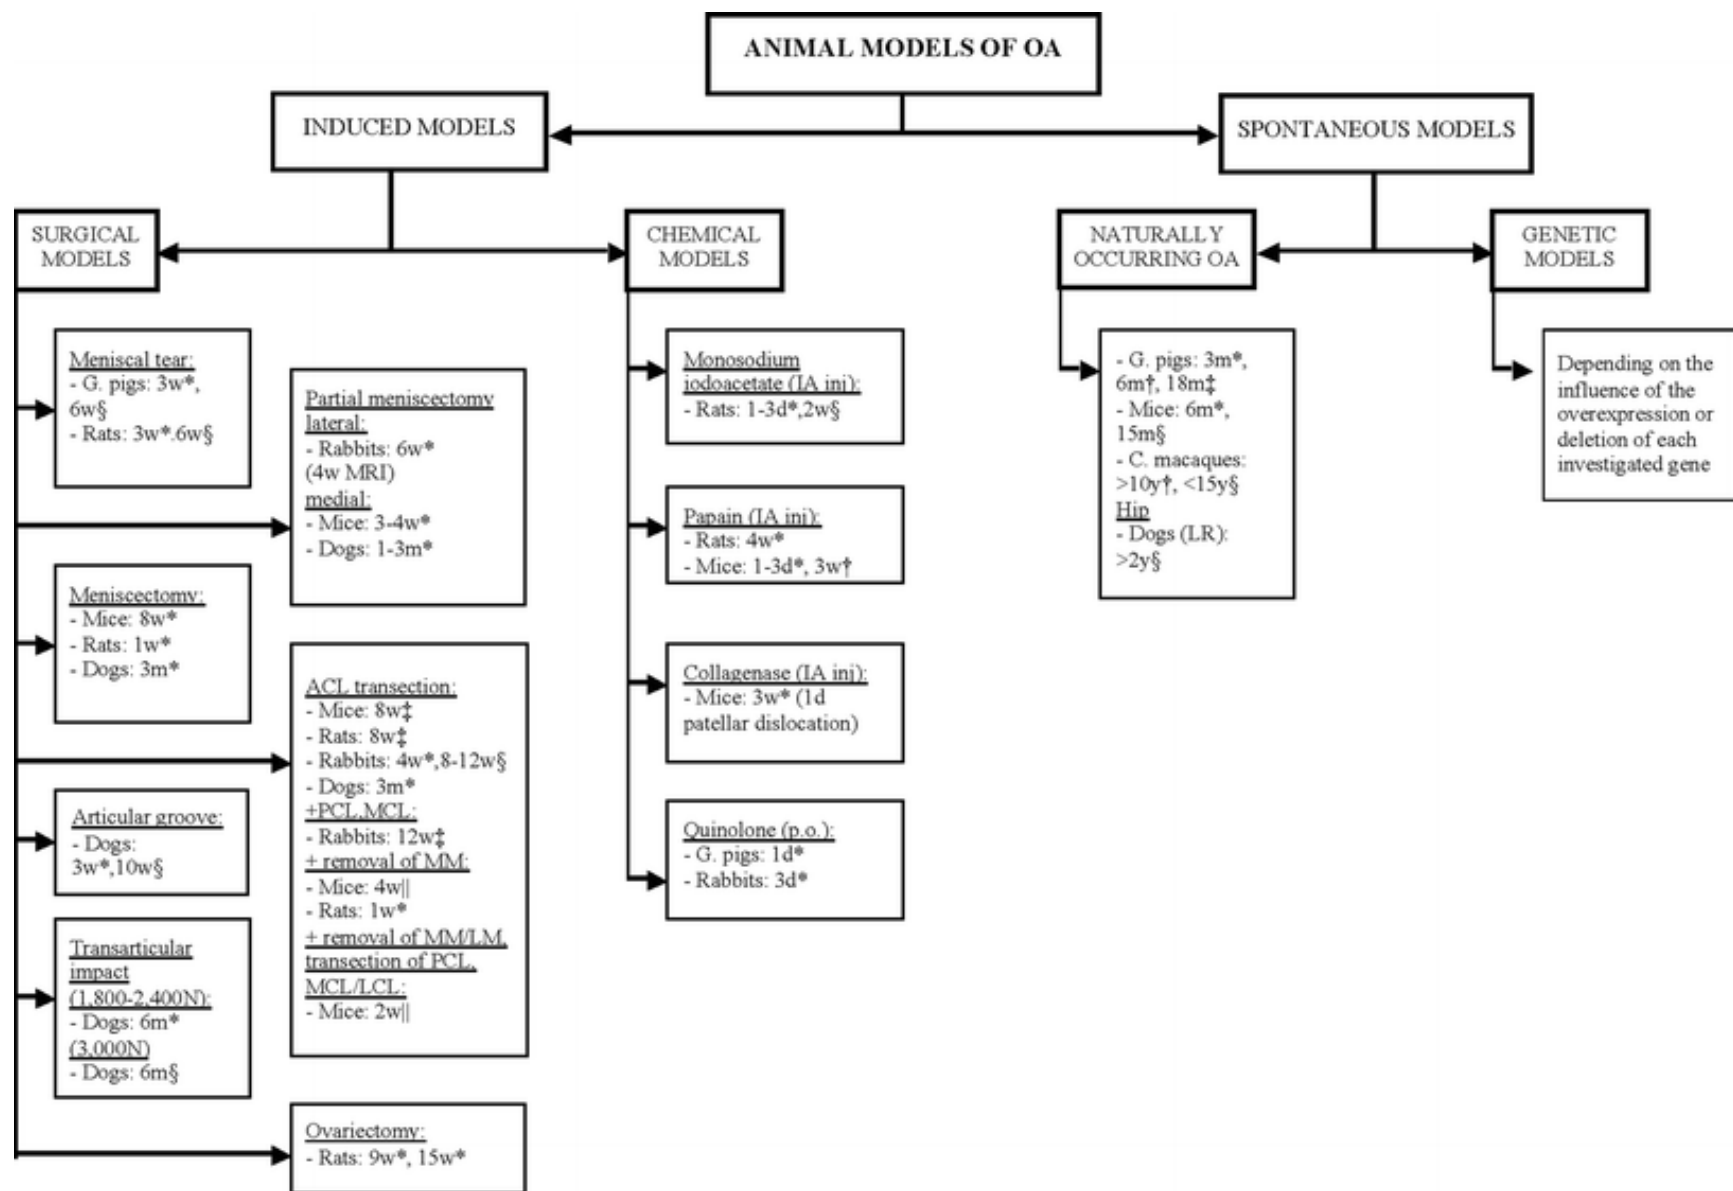 ANIMAL MODELS OF OA
INDUCED MODELS
SPONTANEOUS MODELS
SURGICAL
MODELS
CHEMICAL
MODELS
NATURALLY
OCCURRING OA
GENETIC
MODELS
Meniscal tear:
- G. pigs: 3w*,
6w§
- Rats: 3w*.6w§
Partial meniscectomy
lateral:
- Rabbits: 6w*
(4w MRI)
medial:
- Mice: 3-4w*
- Dogs: 1-3m*
Meniscectomy:
- Mice: 8w*
- Rats: 1w*
- Dogs: 3m*
ACL transection:
- Mice: 8w‡
- Rats: 8w‡
- Rabbits: 4w*,8-12w§
- Dogs: 3m*
+PCL,MCL:
- Rabbits: 12w‡
+ removal of MM:
- Mice: 4w||
- Rats: 1w*
+ removal of MM/LM,
transection of PCL,
MCL/LCL:
- Mice: 2w||
Articular groove:
- Dogs:
3w*,10w§
Transarticular
impact
(1,800-2,400N):
- Dogs: 6m*
(3,000N)
- Dogs: 6m§
Ovariectomy:
- Rats: 9w*, 15w*
Monosodium
iodoacetate (IA inj):
- Rats: 1-3d*,2w§
Papain (IA inj):
- Rats: 4w*
- Mice: 1-3d*, 3w†
Collagenase (IA inj):
- Mice: 3w* (1d
patellar dislocation)
Quinolone (p.o.):
- G. pigs: 1d*
- Rabbits: 3d*
- G. pigs: 3m*,
6m†, 18m‡
- Mice: 6m*,
15m§
- C. macaques:
>10y†, <15y§
Hip
- Dogs (LR):
>2y§
Depending on the
influence of the
overexpression or
deletion of each
investigated gene